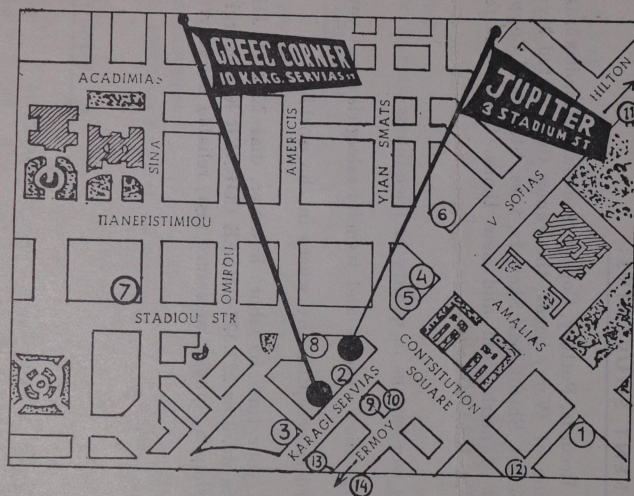 GREEC CORNER
10 KARG. SERVIAS ST
JUPITER
3 STADIUM ST
HILTON
11
ACADIMIAS
SINA
AMERICIS
YIAN SMATS
V SOFIAS
6
ΠANEPISTIMIOU
OMIROU
7
4
5
STADIOU STR
AMALIAS
8
CONTSITUTION
SQUARE
2
KARAGI SERVIAS
9
10
3
ERMOY
1
13
14
12